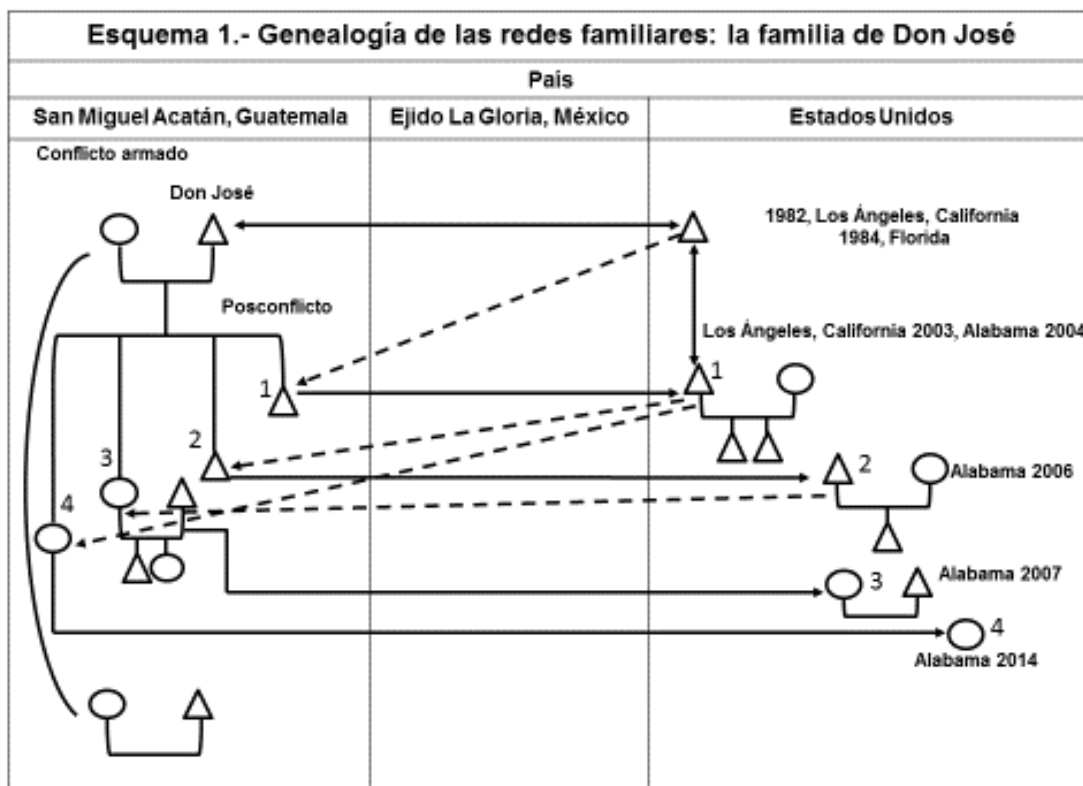 Esquema 1.- Genealogía de las redes familiares: la familia de Don José
País
San Miguel Acatán, Guatemala
Ejido La Gloria, México
Estados Unidos
Conflicto armado
Don José
1982, Los Ángeles, California
1984, Florida
Posconflicto
Los Ángeles, California 2003, Alabama 2004
1
1
2
3
4
2
Alabama 2006
3
Alabama 2007
4
Alabama 2014